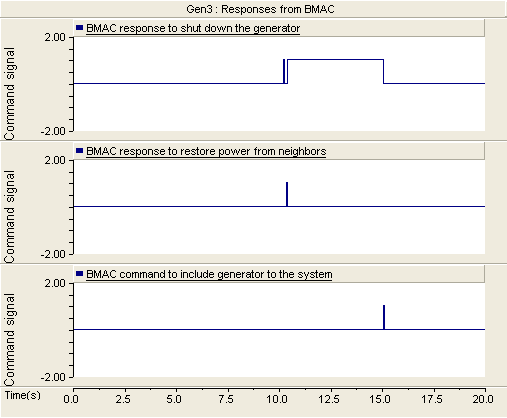 Gen3 : Responses from BMAC
BMAC response to shut down the generator
2.00
Command signal
-2.00
BMAC response to restore power from neighbors
2.00
Command signal
-2.00
BMAC command to include generator to the system
2.00
Command signal
-2.00
Time(s) 0.0 2.5 5.0 7.5 10.0 12.5 15.0 17.5 20.0